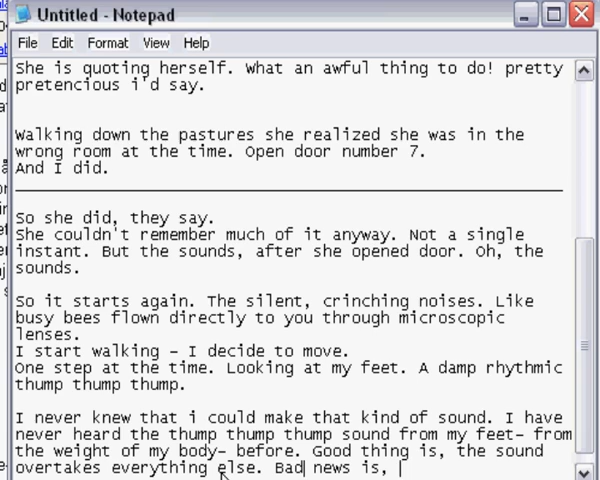 Untitled - Notepad
File Edit Format View Help
She is quoting herself. What an awful thing to do! pretty
pretencious i'd say.
Walking down the pastures she realized she was in the
wrong room at the time. Open door number 7.
And I did.
So she did, they say.
She couldn't remember much of it anyway. Not a single
instant. But the sounds, after she opened door. Oh, the
sounds.
So it starts again. The silent, crinching noises. Like
busy bees flown directly to you through microscopic
lenses.
I start walking - I decide to move.
One step at the time. Looking at my feet. A damp rhythmic
thump thump thump.
I never knew that i could make that kind of sound. I have
never heard the thump thump thump sound from my feet- from
the weight of my body- before. Good thing is, the sound
overtakes everything else. Bad news is,